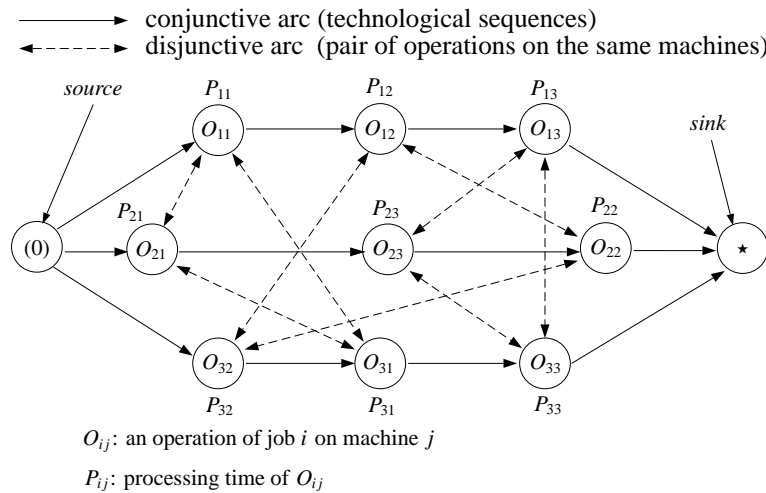 conjunctive arc (technological sequences)
disjunctive arc (pair of operations on the same machines)
source
P₁₁
P₁₂
P₁₃
sink
O₁₁
O₁₂
O₁₃
P₂₁
P₂₃
P₂₂
(0)
O₂₁
O₂₃
O₂₂
★
O₃₂
O₃₁
O₃₃
P₃₂
P₃₁
P₃₃
Oᵢⱼ: an operation of job i on machine j
Pᵢⱼ: processing time of Oᵢⱼ